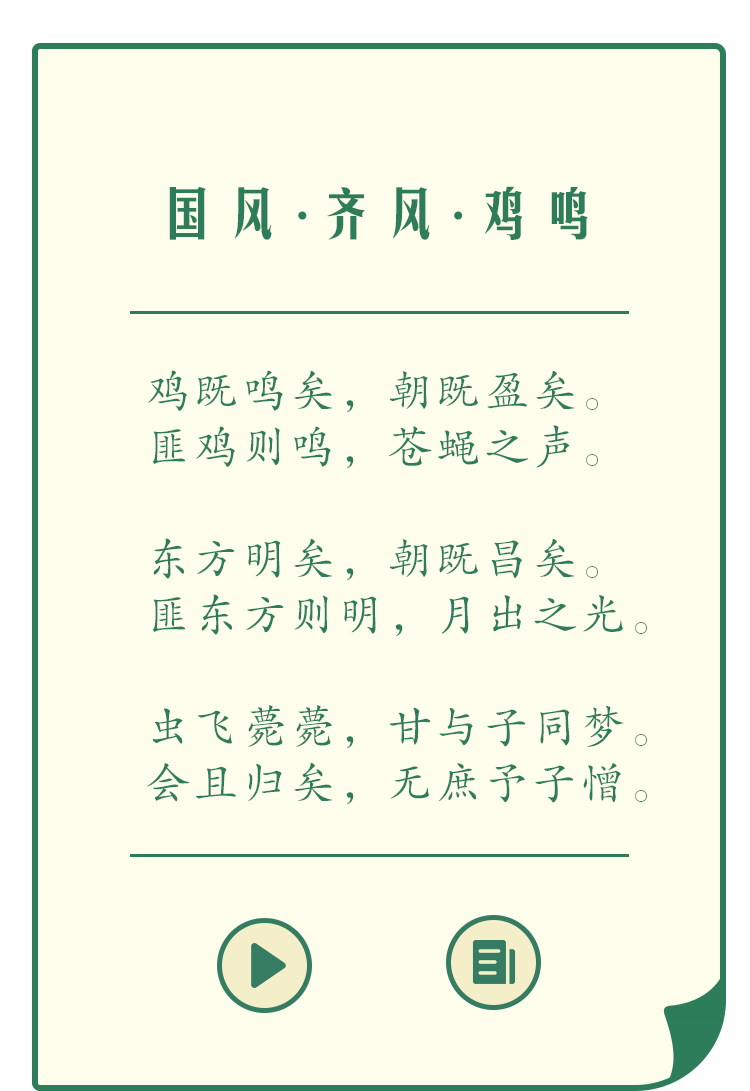 国风·齐风·鸡鸣
鸡既鸣矣，朝既盈矣。
匪鸡则鸣，苍蝇之声。
东方明矣，朝既昌矣。
匪东方则明，月出之光。
虫飞薨薨，甘与子同梦。
会且归矣，无庶予子憎。